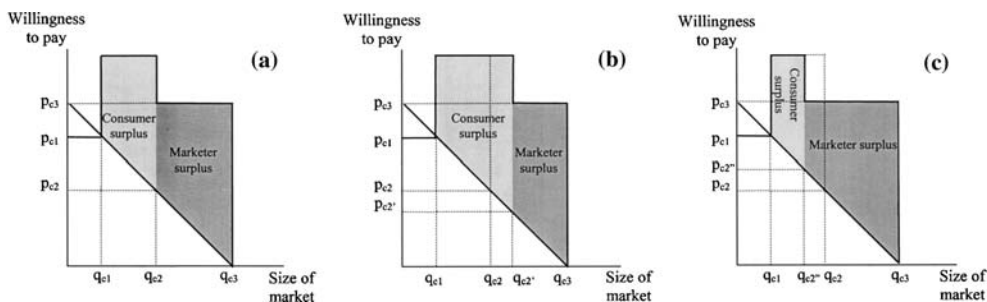 Willingness
to pay
(a)
pc3
Consumer
surplus
pc1
Marketer
surplus
pc2
qc1 qc2 qc3 Size of
market
Willingness
to pay
(b)
pc3
Consumer
surplus
pc1
Marketer
surplus
pc2
pc2'
qc1 qc2 qc2' qc3 Size of
market
Willingness
to pay
(c)
Consumer
surplus
pc3
pc1
Marketer surplus
pc2"
pc2
qc1 qc2" qc2 qc3 Size of
market